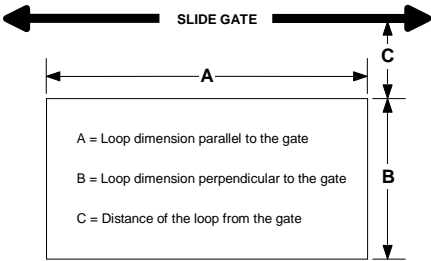 SLIDE GATE
C
A
A = Loop dimension parallel to the gate
B = Loop dimension perpendicular to the gate
B
C = Distance of the loop from the gate